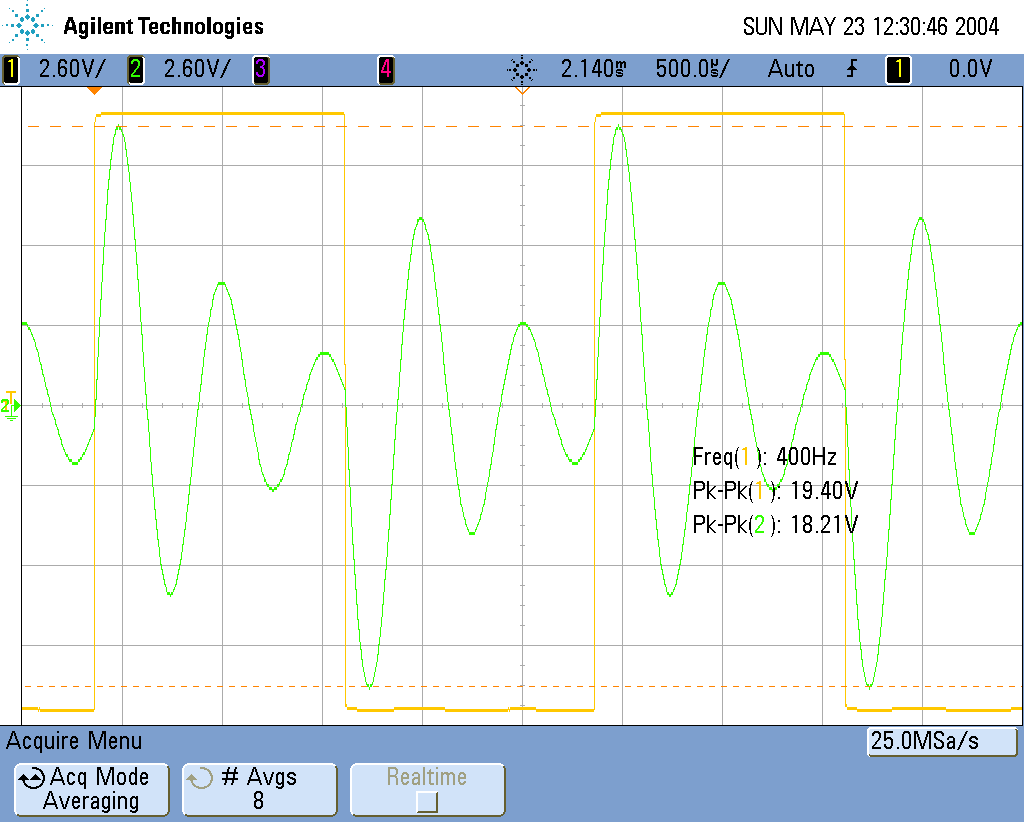 Agilent Technologies SUN MAY 23 12:30:46 2004
1 2.60V/ 2 2.60V/ 3 4 2.140ms 500.0us/ Auto 1 0.0V
2
Freq(1): 400Hz
Pk-Pk(1): 19.40V
Pk-Pk(2): 18.21V
Acquire Menu 25.0MSa/s
Acq Mode # Avgs Realtime
Averaging 8